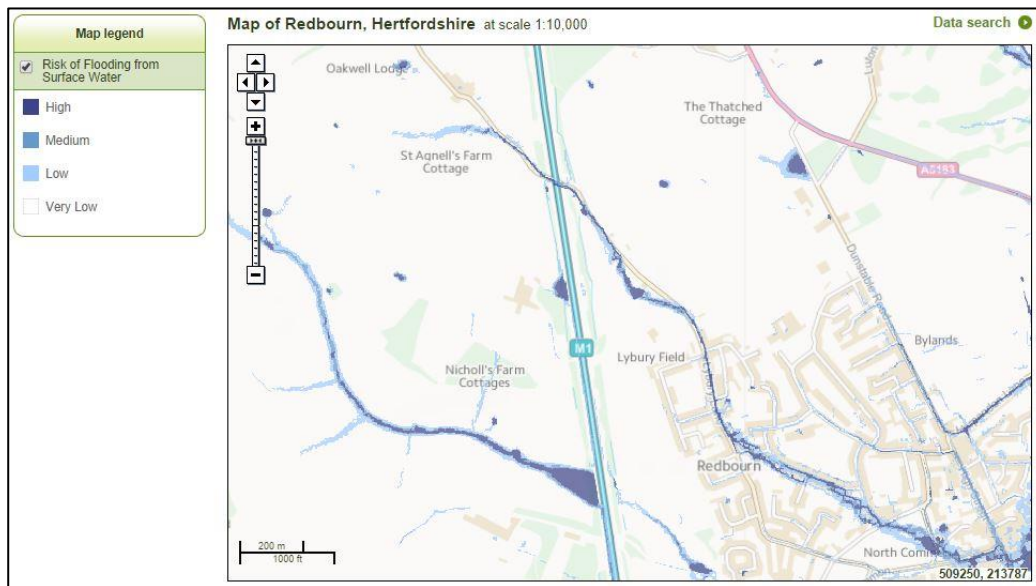 Map legend
Risk of Flooding from
Surface Water
High
Medium
Low
Very Low
Map of Redbourn, Hertfordshire at scale 1:10,000
Data search
Oakwell Lodge
The Thatched
Cottage
St Agnell's Farm
Cottage
A5183
Dunstable Road
M1
Bylands
Lybury Field
Nicholl's Farm
Cottages
Redbourn
North Com
200 m
1000 ft
509250, 213787